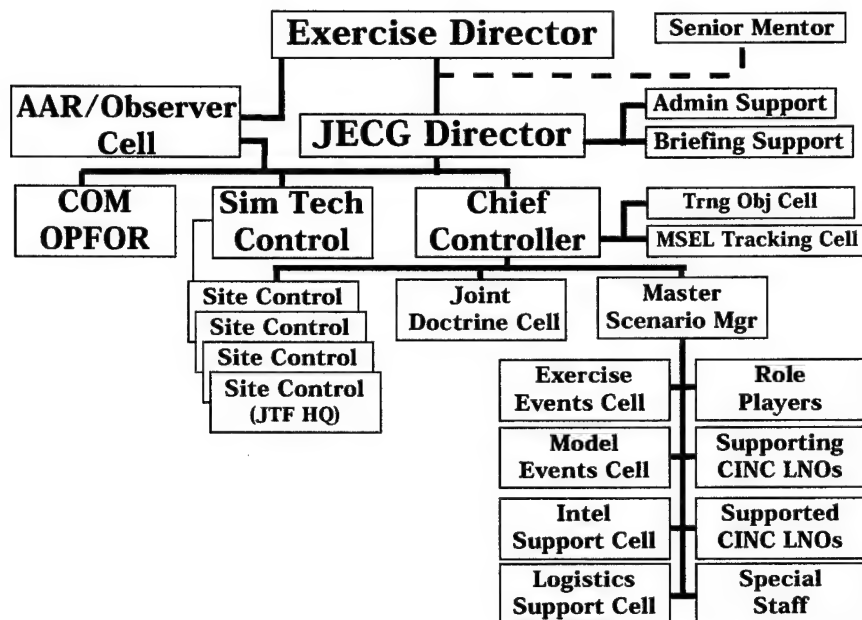 Exercise Director
Senior Mentor
AAR/Observer
Cell
Admin Support
JECG Director
Briefing Support
COM
OPFOR
Sim Tech
Control
Chief
Controller
Trng Obj Cell
MSEL Tracking Cell
Site Control
Site Control
Site Control
Site Control
(JTF HQ)
Joint
Doctrine Cell
Master
Scenario Mgr
Exercise
Events Cell
Role
Players
Model
Events Cell
Supporting
CINC LNOs
Intel
Support Cell
Supported
CINC LNOs
Logistics
Support Cell
Special
Staff